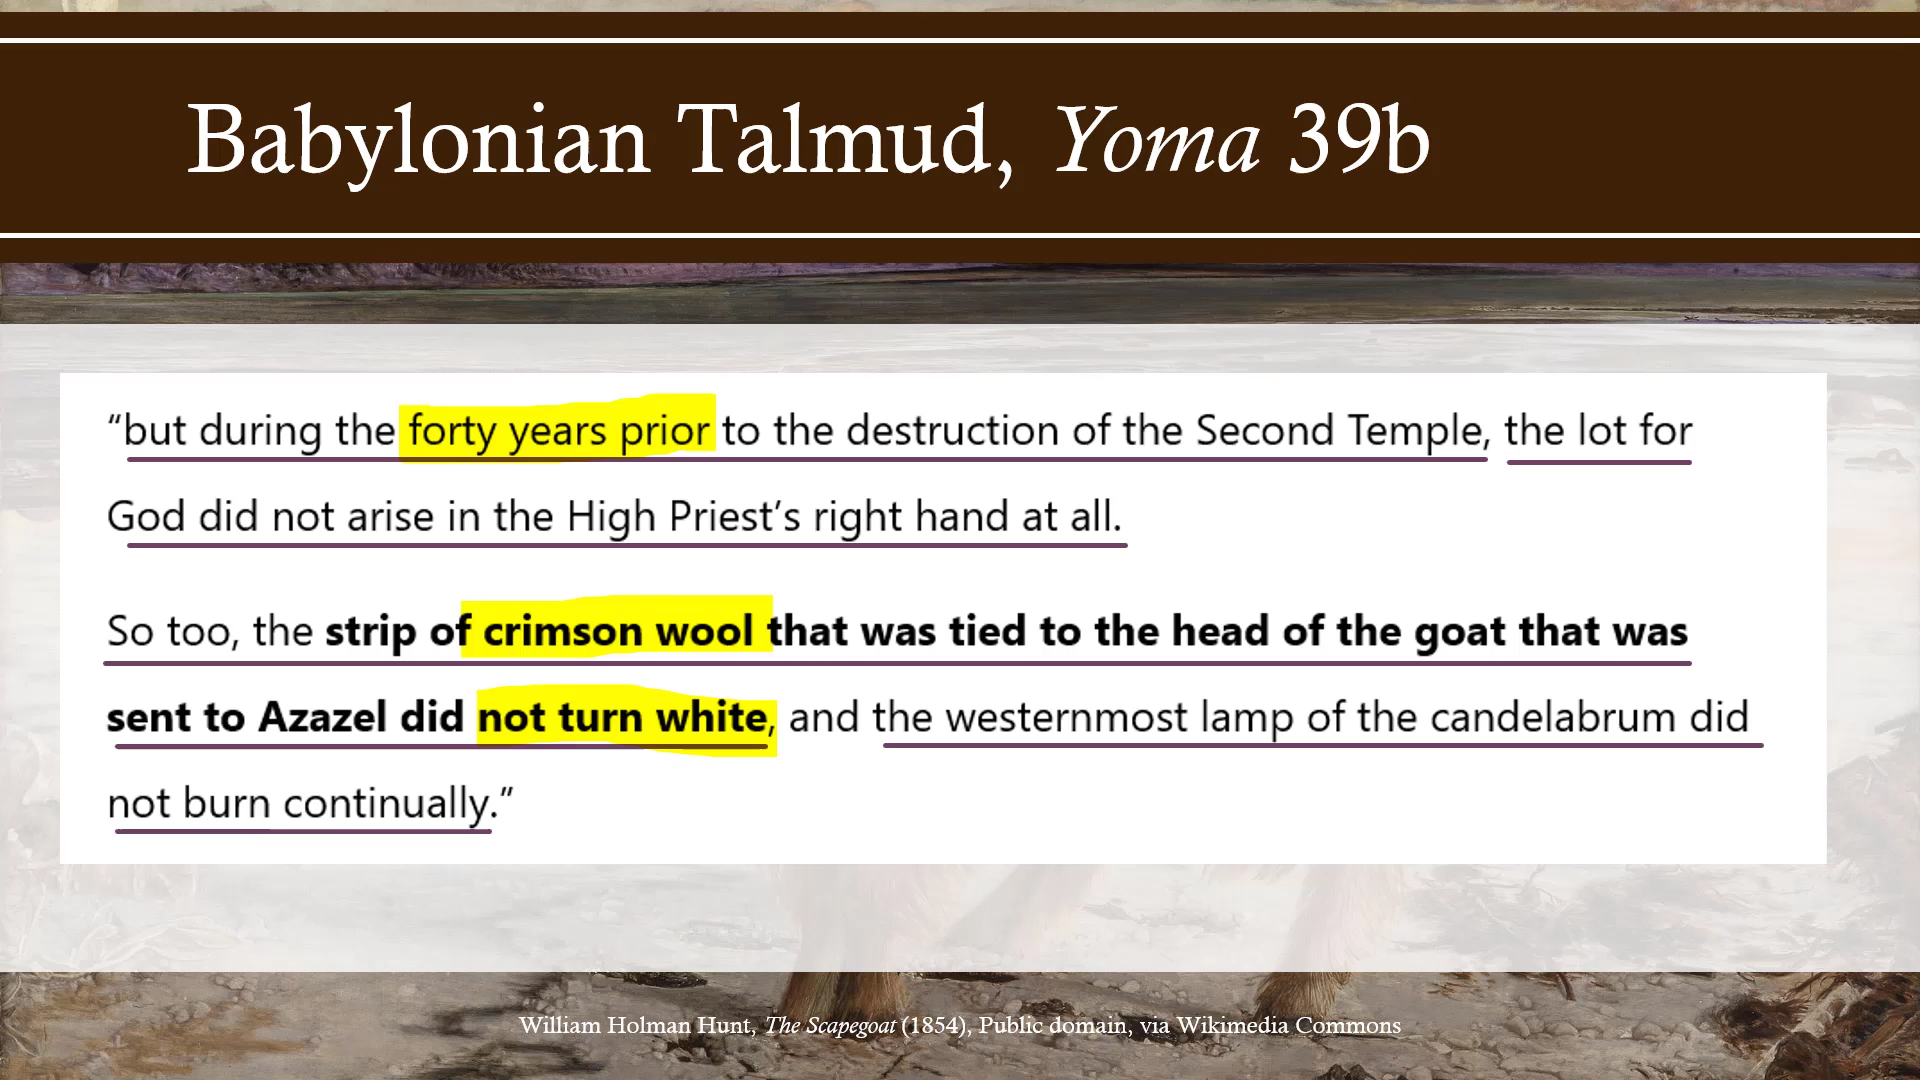 Babylonian Talmud, Yoma 39b
“but during the forty years prior to the destruction of the Second Temple, the lot for
God did not arise in the High Priest’s right hand at all.
So too, the strip of crimson wool that was tied to the head of the goat that was
sent to Azazel did not turn white, and the westernmost lamp of the candelabrum did
not burn continually.”
William Holman Hunt, The Scapegoat (1854), Public domain, via Wikimedia Commons